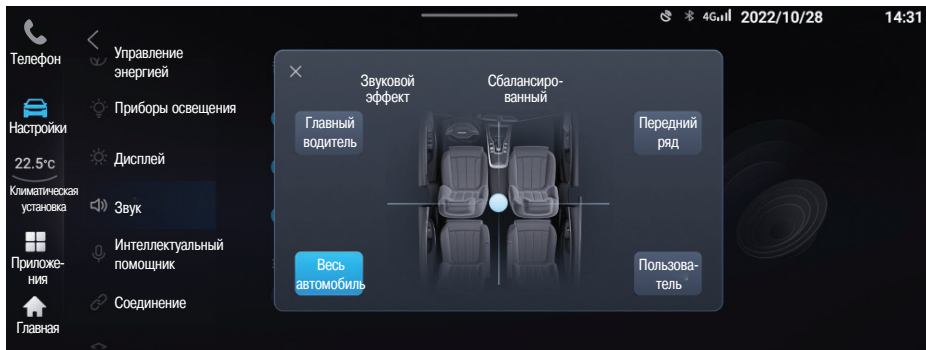 4G 2022/10/28 14:31
Телефон
Настройки
22.5°C
Климатическая
установка
Приложе-
ния
Главная
Управление
энергией
Приборы освещения
Дисплей
Звук
Интеллектуальный
помощник
Соединение
Звуковой
эффект
Сбалансиро-
ванный
Главный
водитель
Передний
ряд
Весь
автомобиль
Пользова-
тель